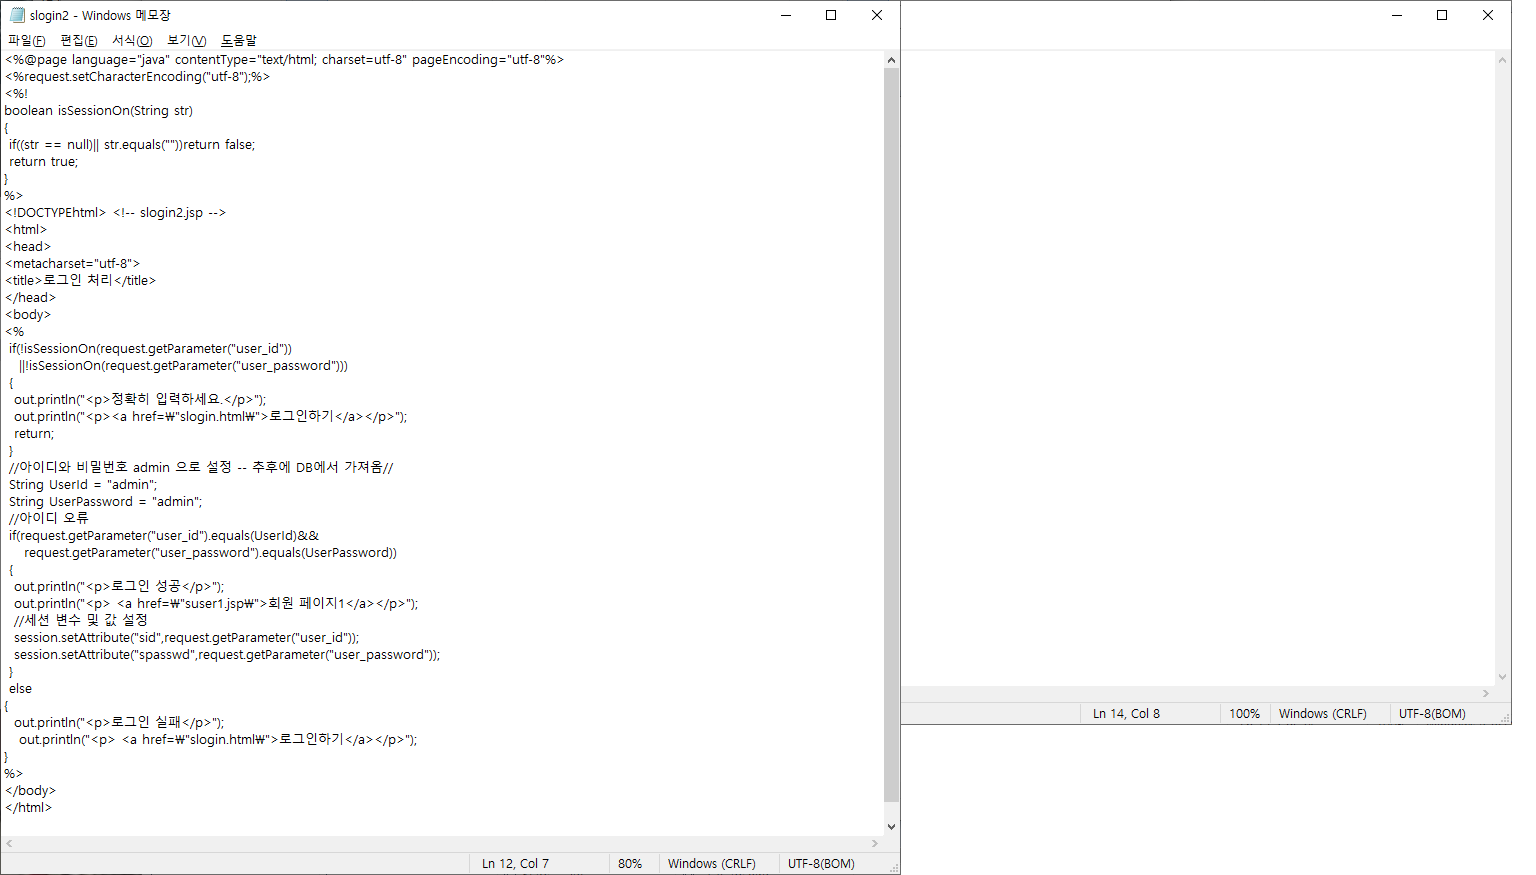 slogin2 - Windows 메모장
파일(F) 편집(E) 서식(O) 보기(V) 도움말
<%@page language="java" contentType="text/html; charset=utf-8" pageEncoding="utf-8"%>
<%request.setCharacterEncoding("utf-8");%>
<%!
boolean isSessionOn(String str)
{
 if((str == null)|| str.equals(""))return false;
 return true;
}
%>
<!DOCTYPEhtml> <!-- slogin2.jsp -->
<html>
<head>
<metacharset="utf-8">
<title>로그인 처리</title>
</head>
<body>
<%
 if(!isSessionOn(request.getParameter("user_id"))
   ||!isSessionOn(request.getParameter("user_password")))
 {
  out.println("<p>정확히 입력하세요.</p>");
  out.println("<p><a href=₩"slogin.html₩">로그인하기</a></p>");
  return;
 }
 //아이디와 비밀번호 admin 으로 설정 -- 추후에 DB에서 가져옴//
 String UserId = "admin";
 String UserPassword = "admin";
 //아이디 오류
 if(request.getParameter("user_id").equals(UserId)&&
    request.getParameter("user_password").equals(UserPassword))
 {
  out.println("<p>로그인 성공</p>");
  out.println("<p> <a href=₩"suser1.jsp₩">회원 페이지1</a></p>");
  //세션 변수 및 값 설정
  session.setAttribute("sid",request.getParameter("user_id"));
  session.setAttribute("spasswd",request.getParameter("user_password"));
 }
 else
{
  out.println("<p>로그인 실패</p>");
   out.println("<p> <a href=₩"slogin.html₩">로그인하기</a></p>");
}
%>
</body>
</html>
Ln 12, Col 7 80% Windows (CRLF) UTF-8(BOM)
Ln 14, Col 8 100% Windows (CRLF) UTF-8(BOM)